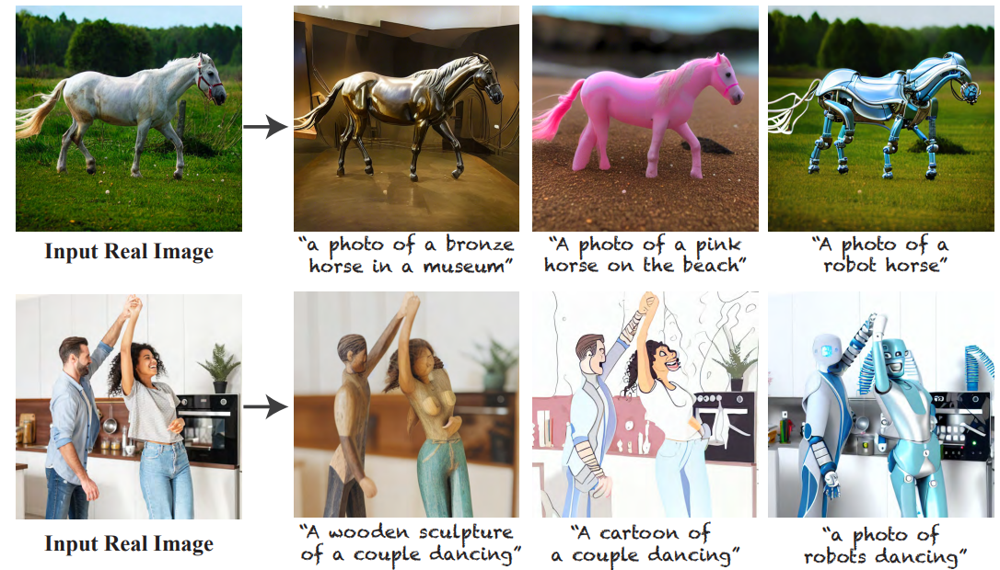 Input Real Image
“a photo of a bronze
horse in a museum”
“A photo of a pink
horse on the beach”
“A photo of a
robot horse”
Input Real Image
“A wooden sculpture
of a couple dancing”
“A cartoon of
a couple dancing”
“a photo of
robots dancing”